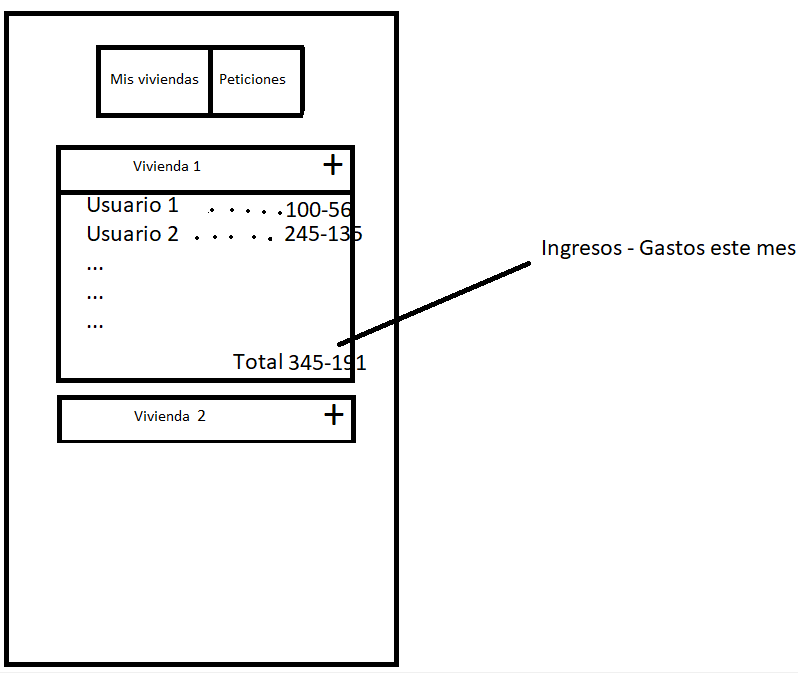 Mis viviendas
Peticiones
Vivienda 1 +
Usuario 1 . . . . . 100-56
Usuario 2 . . . . . 245-135
...
...
...
Total 345-191
Ingresos - Gastos este mes
Vivienda 2 +